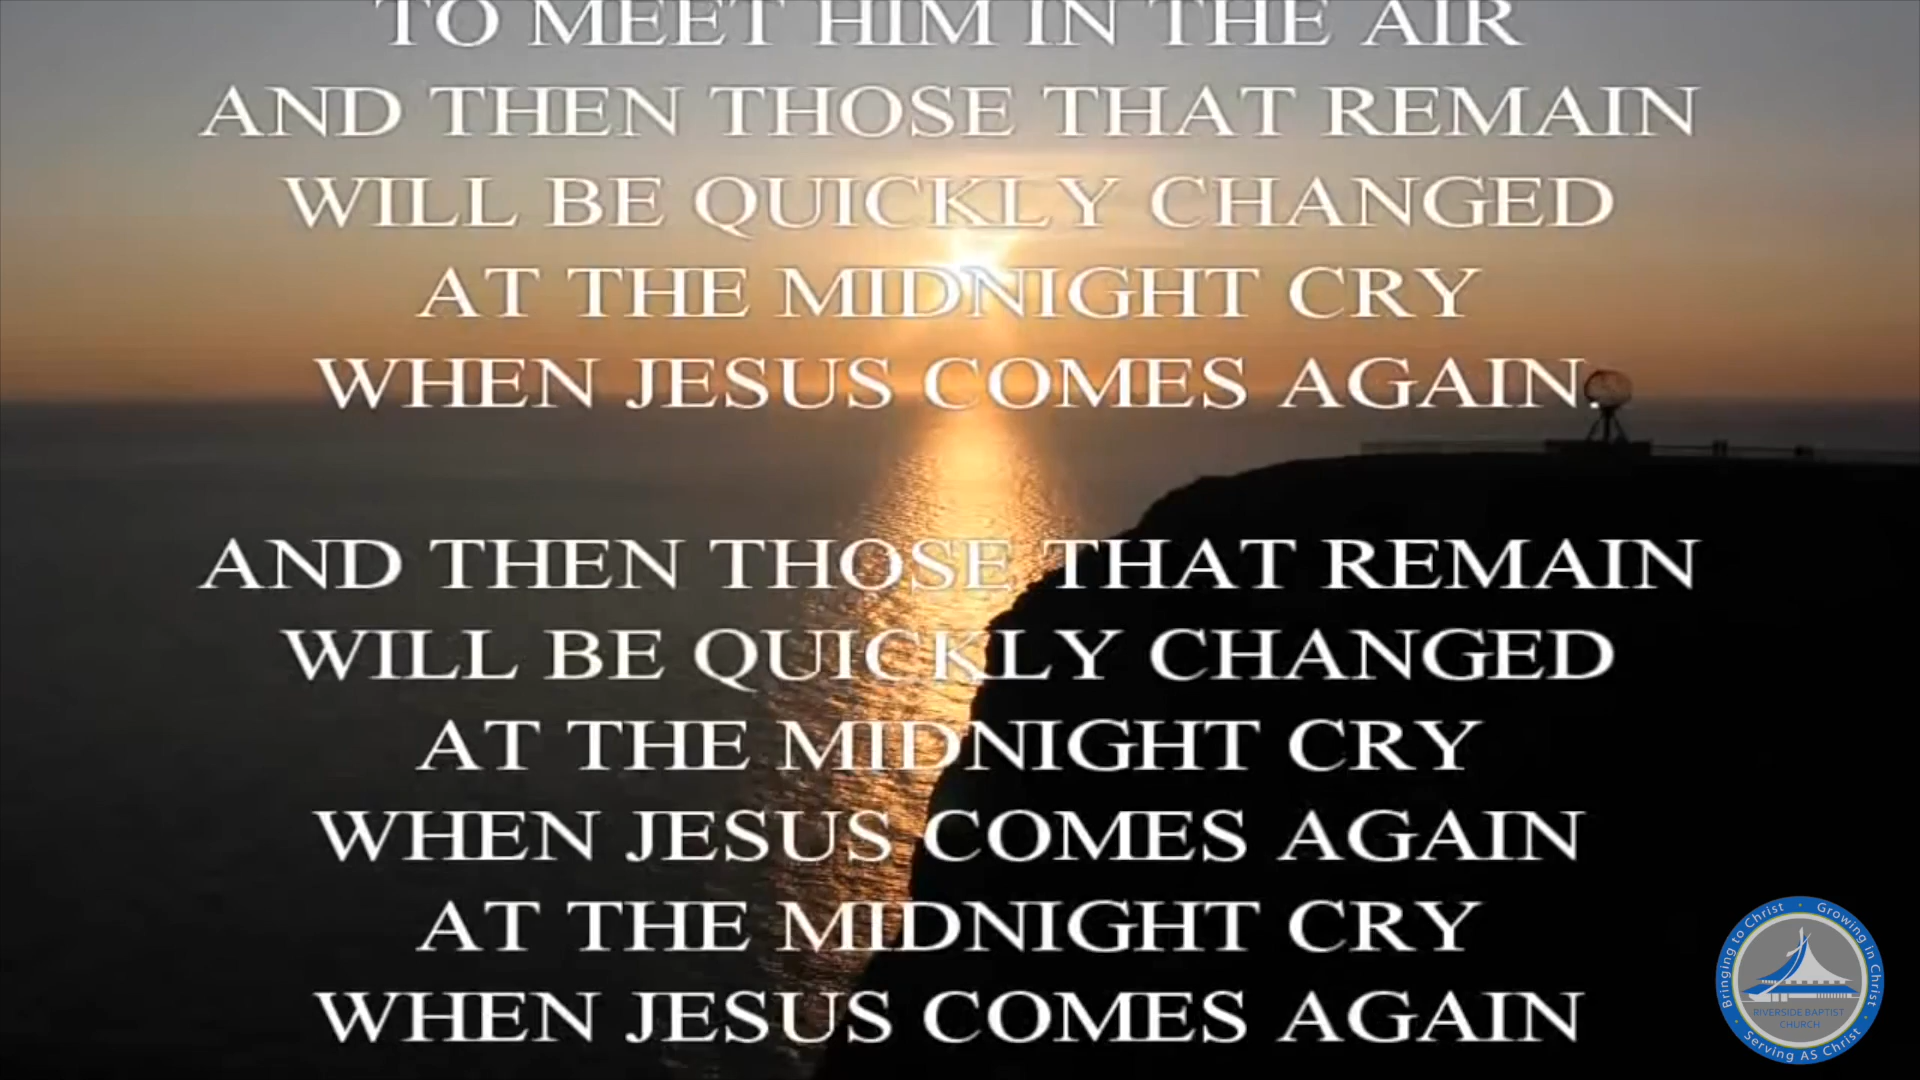 TO MEET HIM IN THE AIR
AND THEN THOSE THAT REMAIN
WILL BE QUICKLY CHANGED
AT THE MIDNIGHT CRY
WHEN JESUS COMES AGAIN.
AND THEN THOSE THAT REMAIN
WILL BE QUICKLY CHANGED
AT THE MIDNIGHT CRY
WHEN JESUS COMES AGAIN
AT THE MIDNIGHT CRY
WHEN JESUS COMES AGAIN
Bringing to Christ • Growing in Christ • Serving AS Christ •
RIVERSIDE BAPTIST
CHURCH